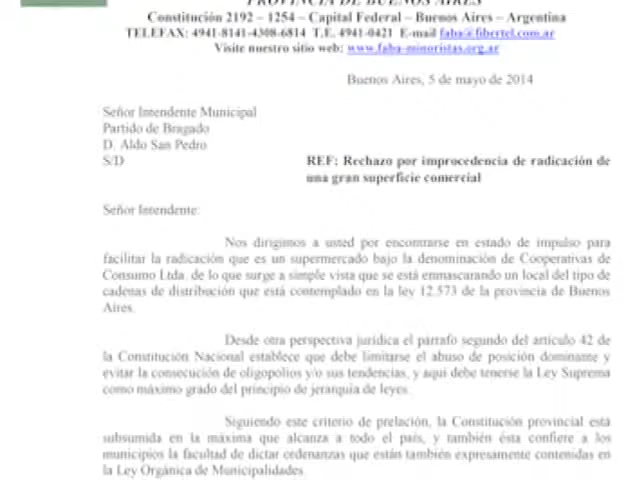 PROVINCIA DE BUENOS AIRES
Constitución 2192 – 1254 – Capital Federal – Buenos Aires – Argentina
TELEFAX: 4941-8141-4308-6814 T.E. 4941-0421 E-mail faba@fibertel.com.ar
Visite nuestro sitio web: www.faba-minoristas.org.ar
Buenos Aires, 5 de mayo de 2014
Señor Intendente Municipal
Partido de Bragado
D. Aldo San Pedro
S/D
REF: Rechazo por improcedencia de radicación de
una gran superficie comercial
Señor Intendente:
Nos dirigimos a usted por encontrarse en estado de impulso para
facilitar la radicación que es un supermercado bajo la denominación de Cooperativas de
Consumo Ltda. de lo que surge a simple vista que se está enmascarando un local del tipo de
cadenas de distribución que está contemplado en la ley 12.573 de la provincia de Buenos
Aires.
Desde otra perspectiva jurídica el párrafo segundo del artículo 42 de
la Constitución Nacional establece que debe limitarse el abuso de posición dominante y
evitar la consecución de oligopolios y/o sus tendencias, y aquí debe tenerse la Ley Suprema
como máximo grado del principio de jerarquía de leyes.
Siguiendo este criterio de prelación, la Constitución provincial está
subsumida en la máxima que alcanza a todo el país, y también ésta confiere a los
municipios la facultad de dictar ordenanzas que están también expresamente contenidas en
la Ley Orgánica de Municipalidades.